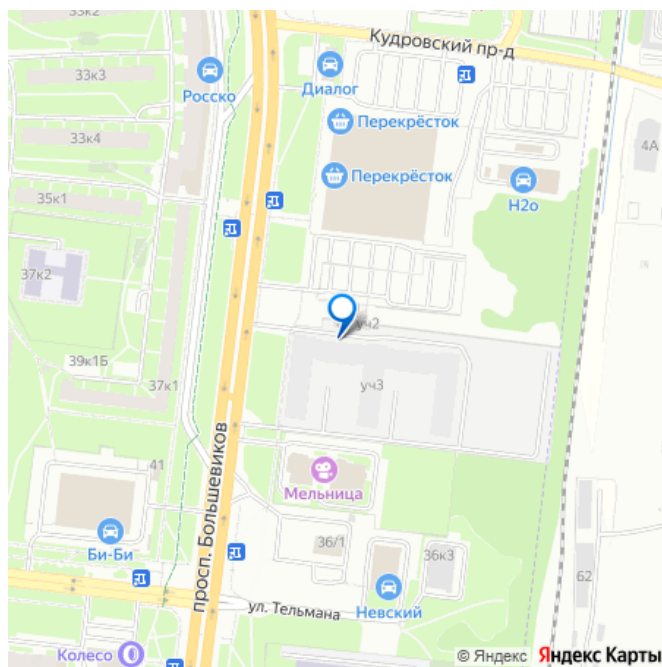 33к2
Кудровский пр-д
33к3
Росско
Диалог
Перекрёсток
33к4
4А
Перекрёсток
35к1
Н2о
37к2
уч2
39к1Б
37к1
уч3
просп. Большевиков
41
Мельница
Би-Би
36/1
36к3
62
ул. Тельмана
Невский
Колесо
© Яндекс Яндекс Карты